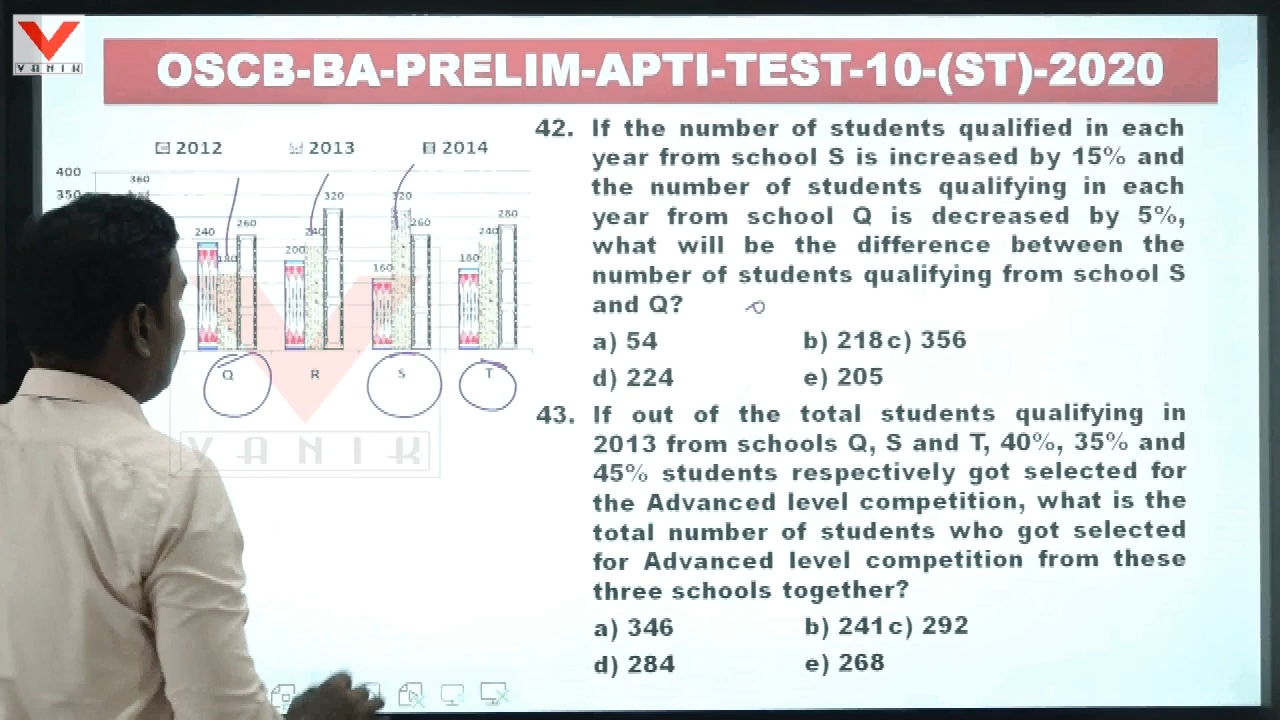 VANIK
OSCB-BA-PRELIM-APTI-TEST-10-(ST)-2020
2012 2013 2014
400
350
360
240
260
200
240
320
160
320
260
240
280
Q R S T
VANIK
42. If the number of students qualified in each
year from school S is increased by 15% and
the number of students qualifying in each
year from school Q is decreased by 5%,
what will be the difference between the
number of students qualifying from school S
and Q?
a) 54 b) 218 c) 356
d) 224 e) 205
43. If out of the total students qualifying in
2013 from schools Q, S and T, 40%, 35% and
45% students respectively got selected for
the Advanced level competition, what is the
total number of students who got selected
for Advanced level competition from these
three schools together?
a) 346 b) 241 c) 292
d) 284 e) 268